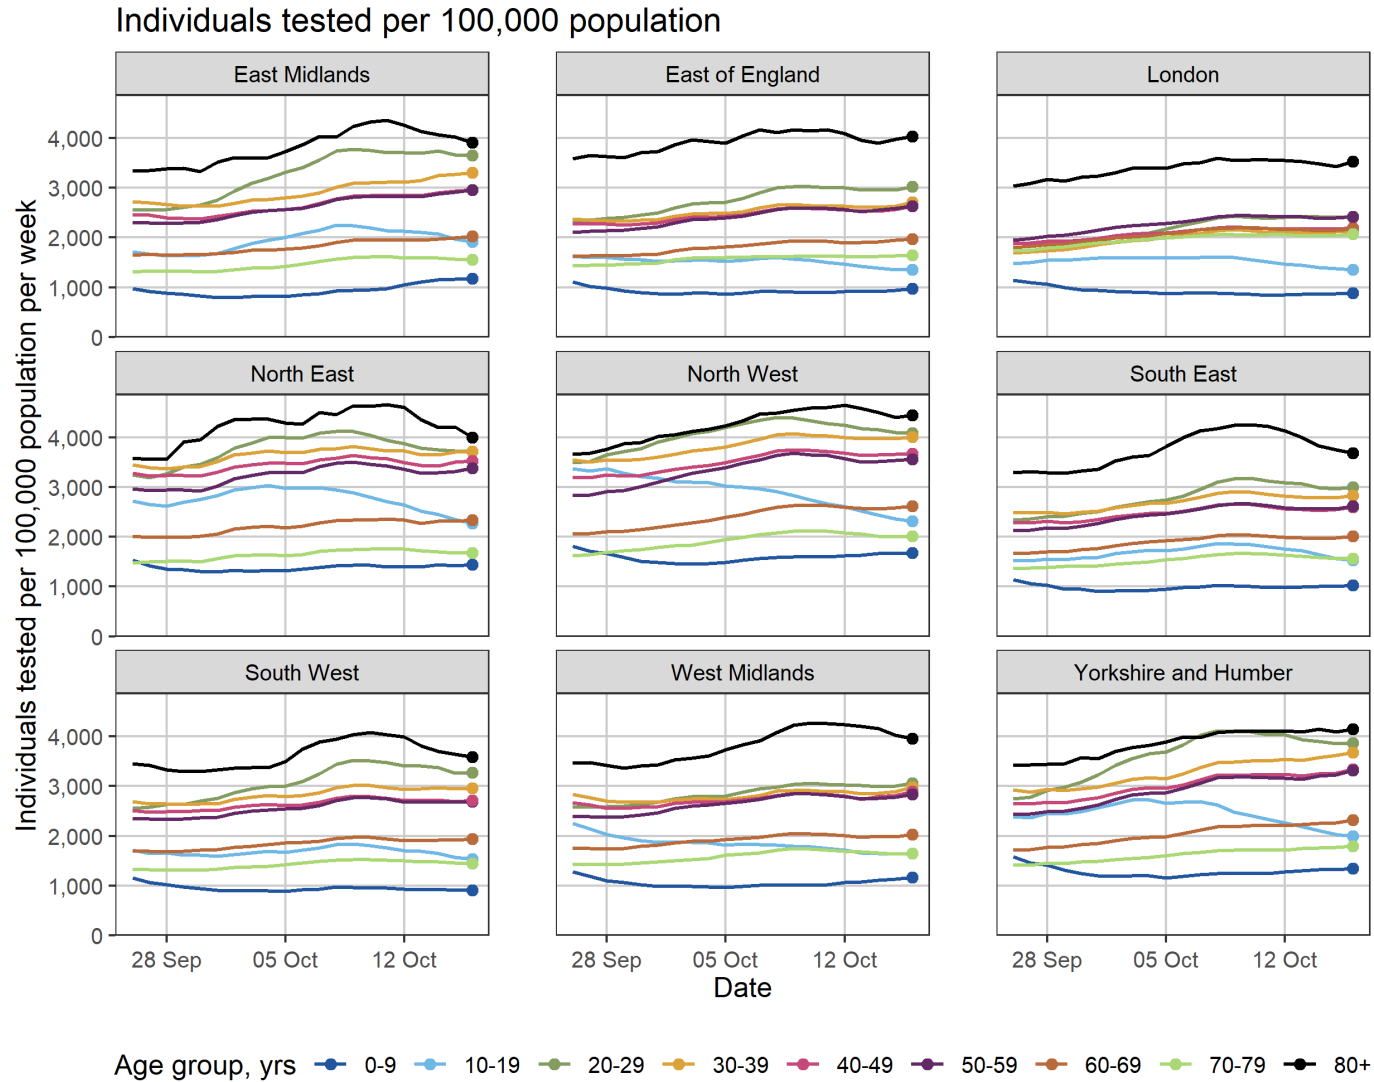 Individuals tested per 100,000 population
Individuals tested per 100,000 population per week
East Midlands
East of England
London
4,000
3,000
2,000
1,000
0
North East
North West
South East
4,000
3,000
2,000
1,000
0
South West
West Midlands
Yorkshire and Humber
4,000
3,000
2,000
1,000
0
28 Sep 05 Oct 12 Oct
28 Sep 05 Oct 12 Oct
28 Sep 05 Oct 12 Oct
Date
Age group, yrs 0-9 10-19 20-29 30-39 40-49 50-59 60-69 70-79 80+